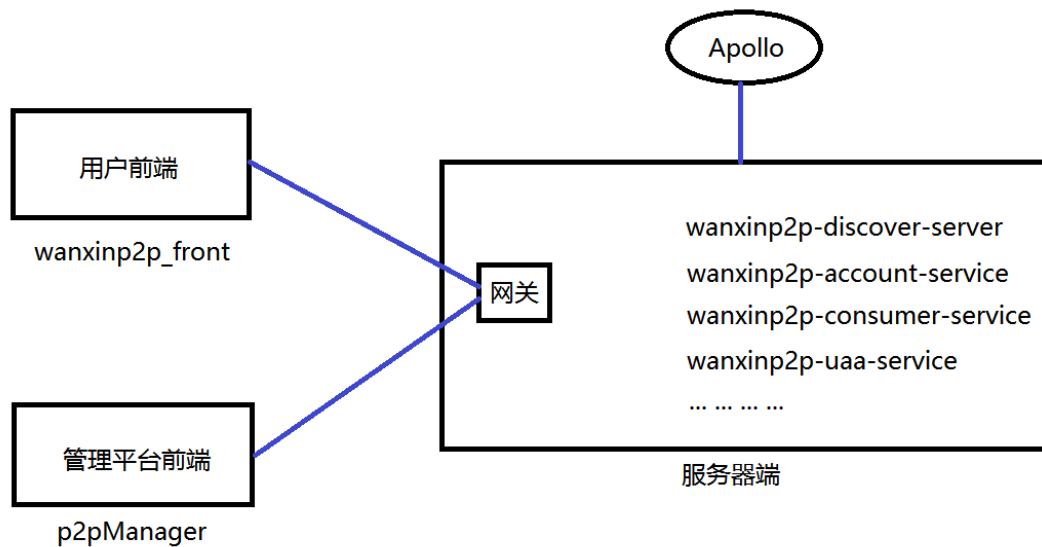 Apollo
用户前端
wanxinp2p_front
网关
wanxinp2p-discover-server
wanxinp2p-account-service
wanxinp2p-consumer-service
wanxinp2p-uaa-service
... ... ... ...
管理平台前端
p2pManager
服务器端